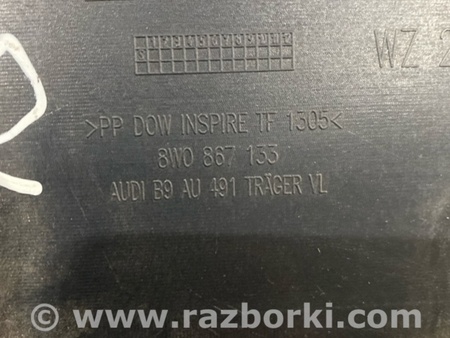 WZ 2
>PP DOW INSPIRE TF 1305<
8W0 867 133
AUDI B9 AU 491 TRÄGER VL
© www.razborki.com